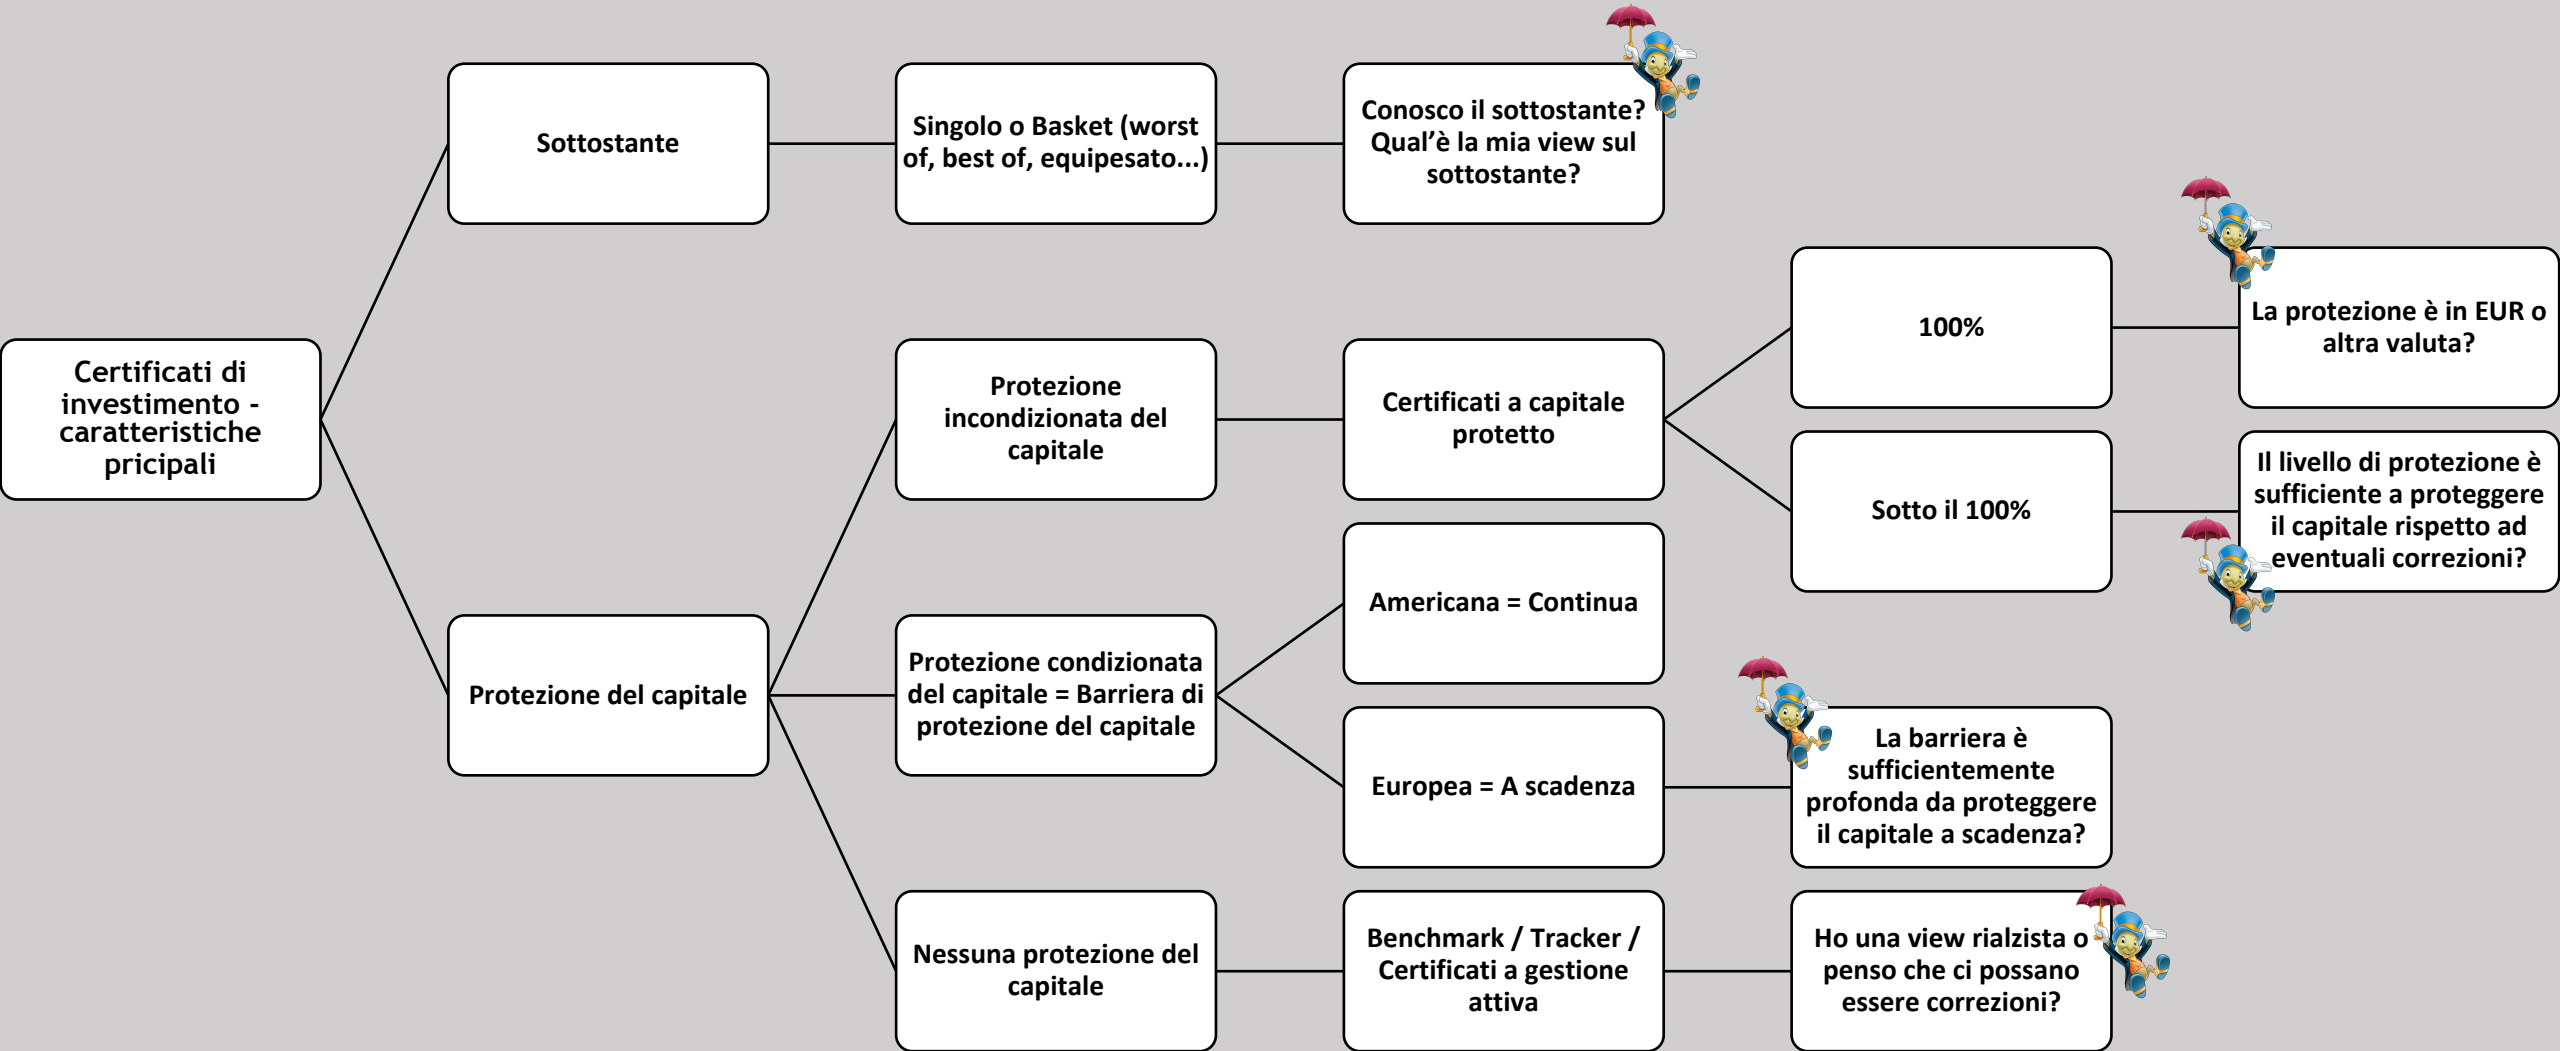 Certificati di
investimento -
caratteristiche
pricipali
Sottostante
Singolo o Basket (worst
of, best of, equipesato...)
Conosco il sottostante?
Qual'è la mia view sul
sottostante?
Protezione del capitale
Protezione
incondizionata del
capitale
Certificati a capitale
protetto
100%
La protezione è in EUR o
altra valuta?
Sotto il 100%
Il livello di protezione è
sufficiente a proteggere
il capitale rispetto ad
eventuali correzioni?
Protezione condizionata
del capitale = Barriera di
protezione del capitale
Americana = Continua
Europea = A scadenza
La barriera è
sufficientemente
profonda da proteggere
il capitale a scadenza?
Nessuna protezione del
capitale
Benchmark / Tracker /
Certificati a gestione
attiva
Ho una view rialzista o
penso che ci possano
essere correzioni?